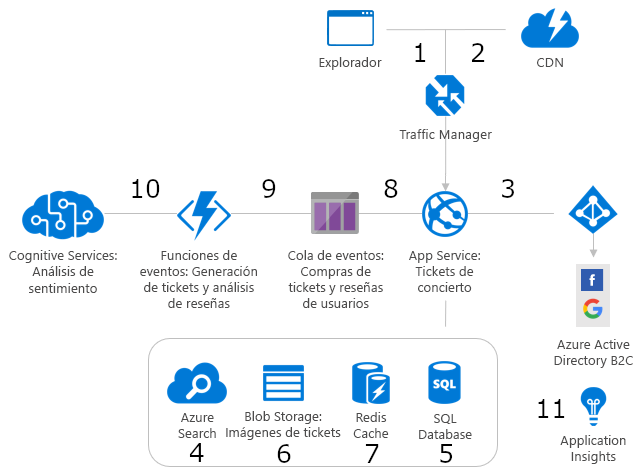 Explorador
1
2
CDN
Traffic Manager
10
9
8
3
Cognitive Services:
Análisis de
sentimiento
Funciones de
eventos: Generación
de tickets y análisis
de reseñas
Cola de eventos:
Compras de
tickets y reseñas
de usuarios
App Service:
Tickets de
concierto
f
G
Azure Active
Directory B2C
Azure
Search
4
Blob Storage:
Imágenes de tickets
6
Redis
Cache
7
SQL
SQL
Database
5
11
Application
Insights